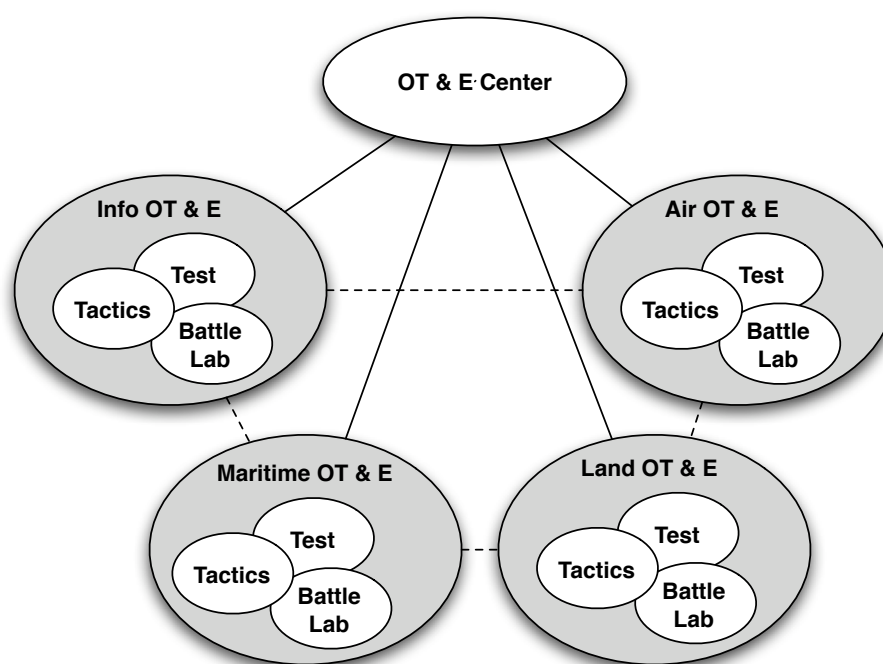 OT & E Center
Info OT & E
Test
Tactics
Battle
Lab
Air OT & E
Test
Tactics
Battle
Lab
Maritime OT & E
Test
Tactics
Battle
Lab
Land OT & E
Test
Tactics
Battle
Lab